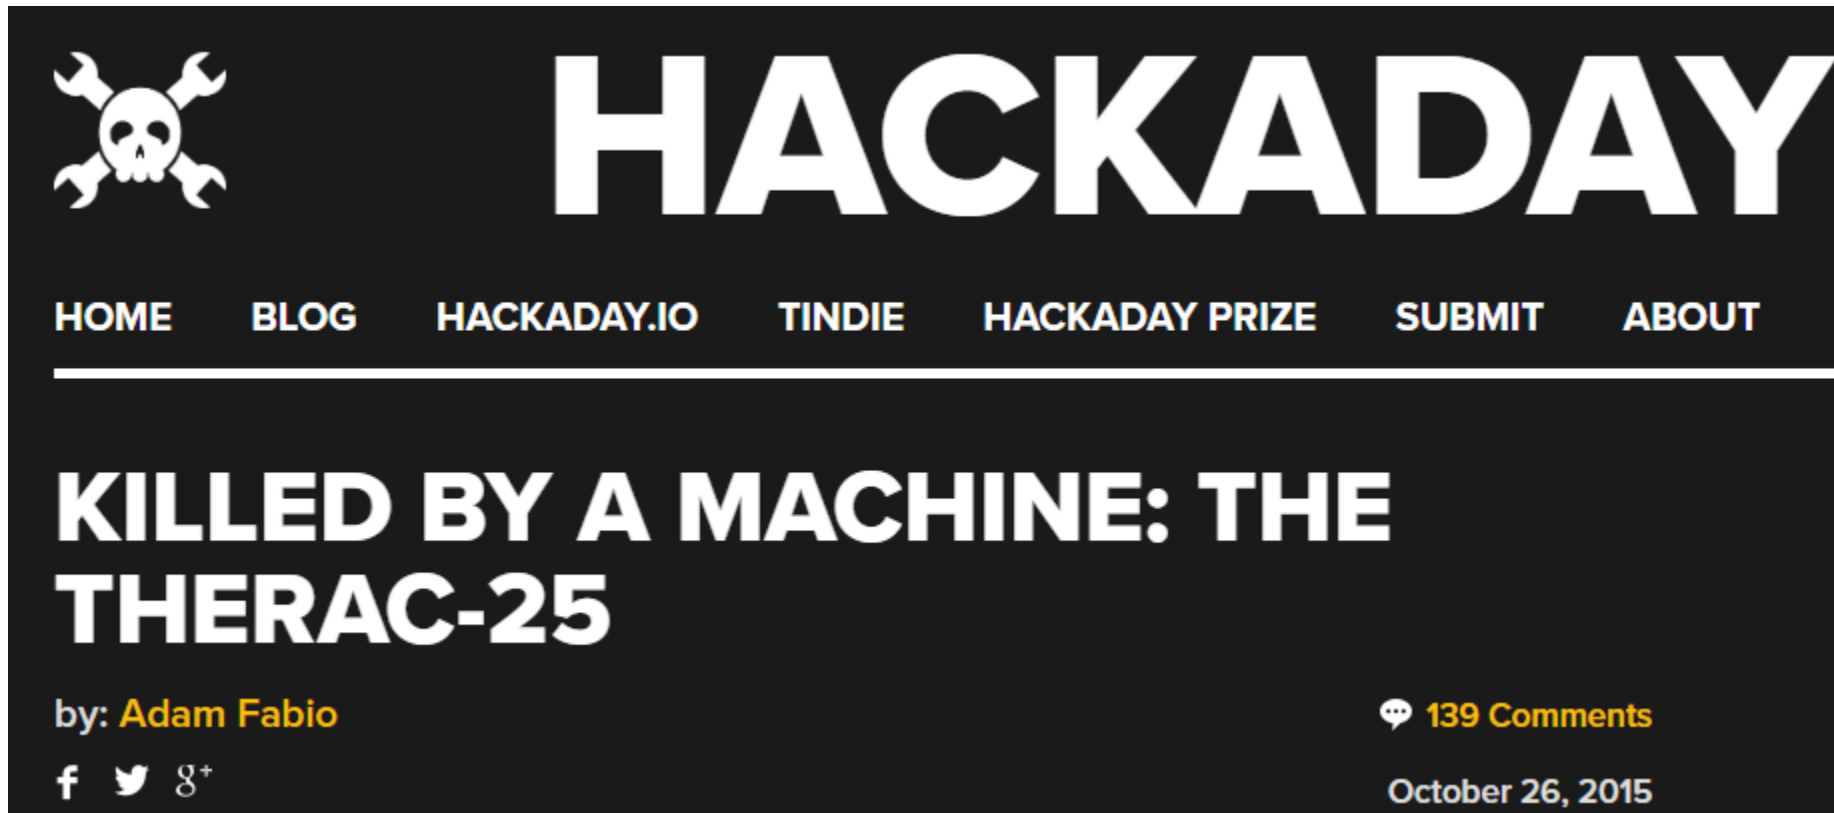 HACKADAY
HOME BLOG HACKADAY.IO TINDIE HACKADAY PRIZE SUBMIT ABOUT
KILLED BY A MACHINE: THE
THERAC-25
by: Adam Fabio
139 Comments
f g+
October 26, 2015